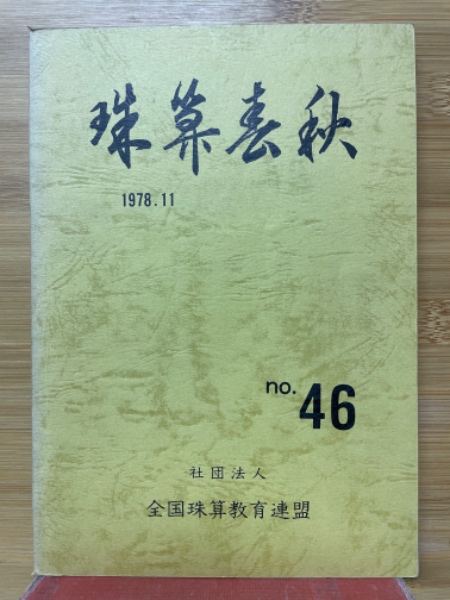 珠算春秋
1978.11
no. 46
社団法人
全国珠算教育連盟